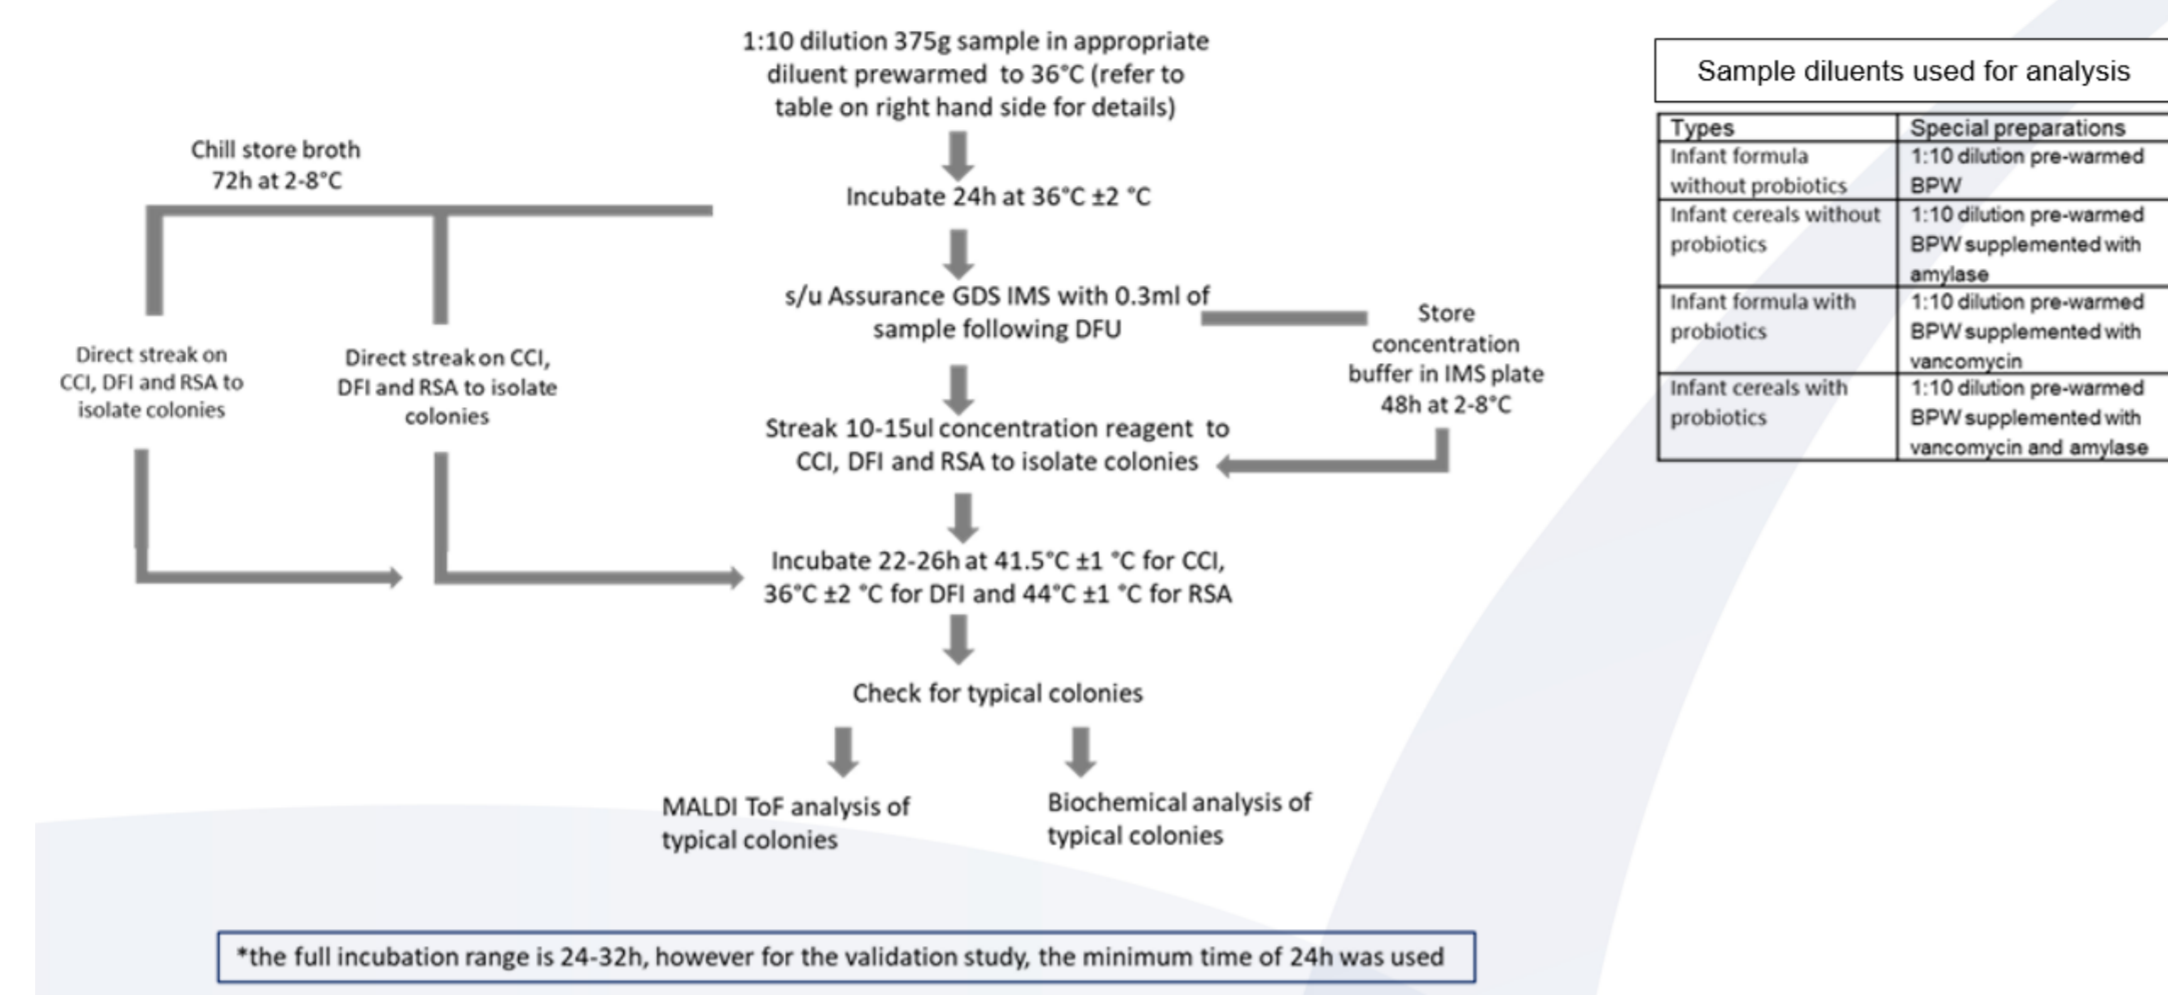 1:10 dilution 375g sample in appropriate
diluent prewarmed to 36°C (refer to
table on right hand side for details)
Chill store broth
72h at 2-8°C
Incubate 24h at 36°C ±2 °C
s/u Assurance GDS IMS with 0.3ml of
sample following DFU
Store
concentration
buffer in IMS plate
48h at 2-8°C
Direct streak on
CCI, DFI and RSA to
isolate colonies
Direct streak on CCI,
DFI and RSA to isolate
colonies
Streak 10-15ul concentration reagent to
CCI, DFI and RSA to isolate colonies
Incubate 22-26h at 41.5°C ±1 °C for CCI,
36°C ±2 °C for DFI and 44°C ±1 °C for RSA
Check for typical colonies
MALDI ToF analysis of
typical colonies
Biochemical analysis of
typical colonies
*the full incubation range is 24-32h, however for the validation study, the minimum time of 24h was used
Sample diluents used for analysis
Types
Special preparations
Infant formula
without probiotics
1:10 dilution pre-warmed
BPW
Infant cereals without
probiotics
1:10 dilution pre-warmed
BPW supplemented with
amylase
Infant formula with
probiotics
1:10 dilution pre-warmed
BPW supplemented with
vancomycin
Infant cereals with
probiotics
1:10 dilution pre-warmed
BPW supplemented with
vancomycin and amylase